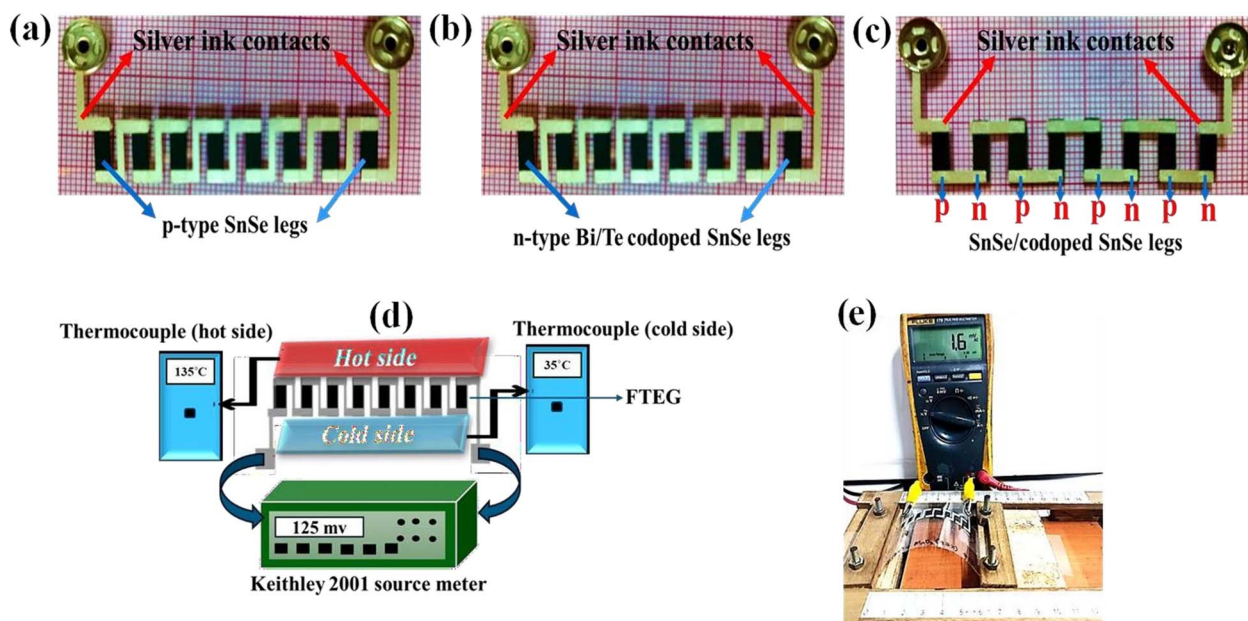 (a)
Silver ink contacts
p-type SnSe legs
(b)
Silver ink contacts
n-type Bi/Te codoped SnSe legs
(c)
Silver ink contacts
p n p n p n p n
SnSe/codoped SnSe legs
(d)
Thermocouple (hot side)
135°C
Hot side
Thermocouple (cold side)
35°C
FTEG
Cold side
125 mv
Keithley 2001 source meter
(e)
FLUKE
1.6